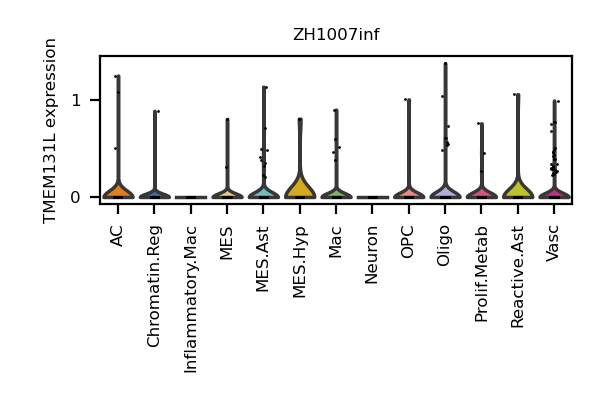 ZH1007inf
TMEM131L expression
1
0
AC
Chromatin.Reg
Inflammatory.Mac
MES
MES.Ast
MES.Hyp
Mac
Neuron
OPC
Oligo
Prolif.Metab
Reactive.Ast
Vasc